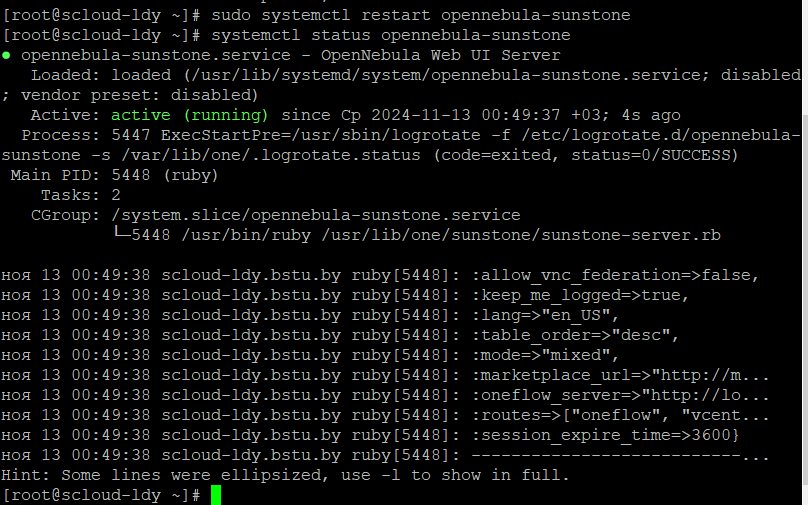 [root@scloud-ldy ~]# sudo systemctl restart opennebula-sunstone
[root@scloud-ldy ~]# systemctl status opennebula-sunstone
● opennebula-sunstone.service - OpenNebula Web UI Server
   Loaded: loaded (/usr/lib/systemd/system/opennebula-sunstone.service; disabled
; vendor preset: disabled)
   Active: active (running) since Ср 2024-11-13 00:49:37 +03; 4s ago
  Process: 5447 ExecStartPre=/usr/sbin/logrotate -f /etc/logrotate.d/opennebula-
sunstone -s /var/lib/one/.logrotate.status (code=exited, status=0/SUCCESS)
 Main PID: 5448 (ruby)
    Tasks: 2
   CGroup: /system.slice/opennebula-sunstone.service
           └─5448 /usr/bin/ruby /usr/lib/one/sunstone/sunstone-server.rb

ноя 13 00:49:38 scloud-ldy.bstu.by ruby[5448]: :allow_vnc_federation=>false,
ноя 13 00:49:38 scloud-ldy.bstu.by ruby[5448]: :keep_me_logged=>true,
ноя 13 00:49:38 scloud-ldy.bstu.by ruby[5448]: :lang=>"en_US",
ноя 13 00:49:38 scloud-ldy.bstu.by ruby[5448]: :table_order=>"desc",
ноя 13 00:49:38 scloud-ldy.bstu.by ruby[5448]: :mode=>"mixed",
ноя 13 00:49:38 scloud-ldy.bstu.by ruby[5448]: :marketplace_url=>"http://m...
ноя 13 00:49:38 scloud-ldy.bstu.by ruby[5448]: :oneflow_server=>"http://lo...
ноя 13 00:49:38 scloud-ldy.bstu.by ruby[5448]: :routes=>["oneflow", "vcent...
ноя 13 00:49:38 scloud-ldy.bstu.by ruby[5448]: :session_expire_time=>3600}
ноя 13 00:49:38 scloud-ldy.bstu.by ruby[5448]: ---------------------------...
Hint: Some lines were ellipsized, use -l to show in full.
[root@scloud-ldy ~]#